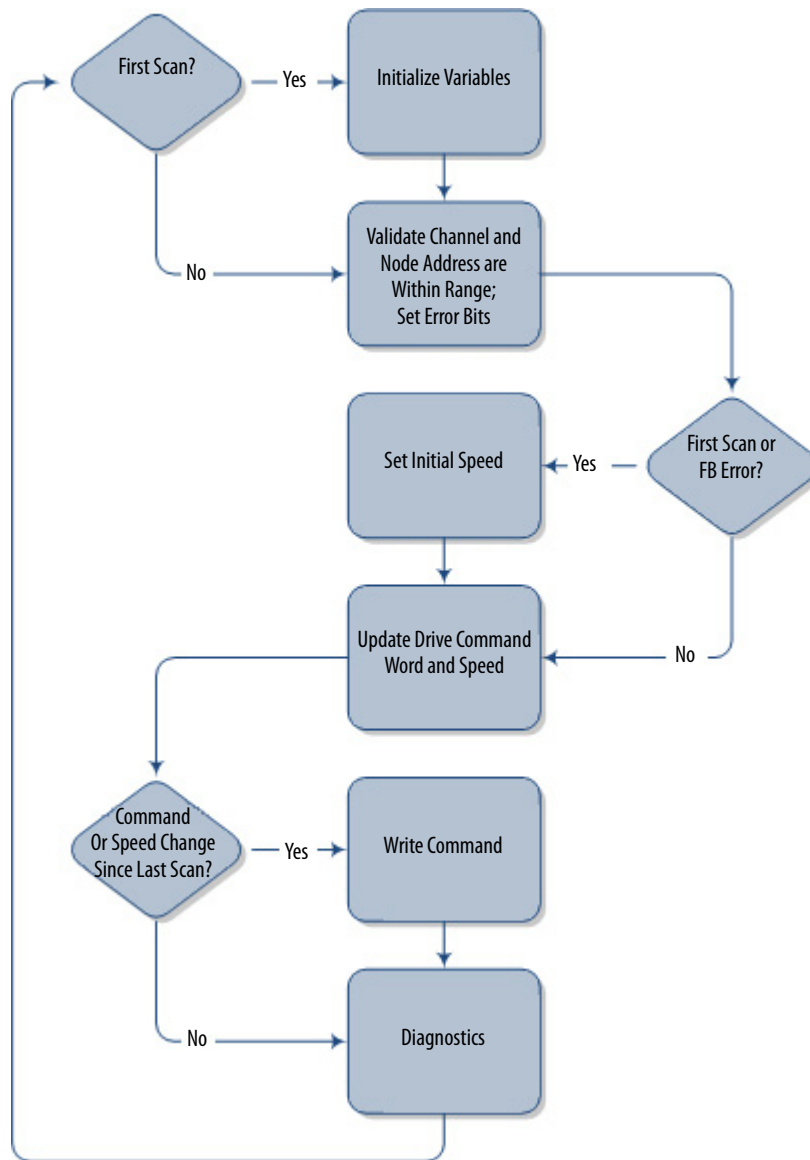 First Scan?
Yes
Initialize Variables
No
Validate Channel and
Node Address are
Within Range;
Set Error Bits
First Scan or
FB Error?
Yes
Set Initial Speed
No
Update Drive Command
Word and Speed
Command
Or Speed Change
Since Last Scan?
Yes
Write Command
No
Diagnostics